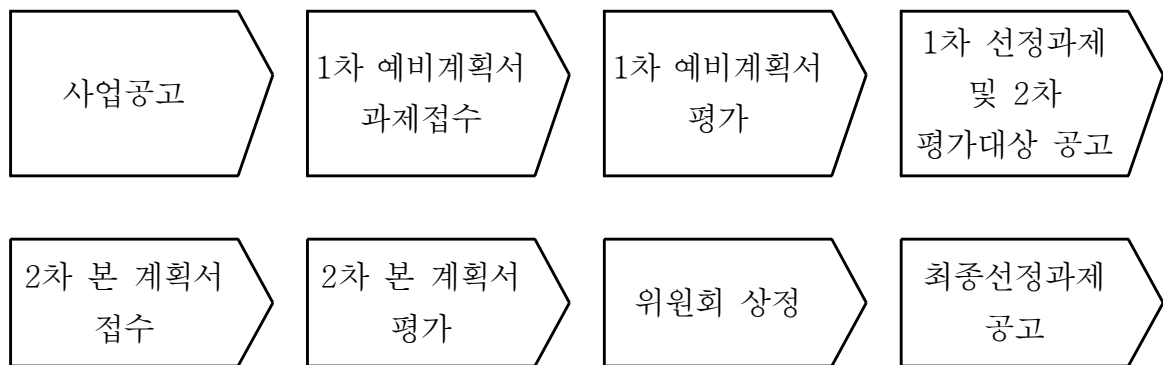 사업공고
1차 예비계획서
과제접수
1차 예비계획서
평가
1차 선정과제
및 2차
평가대상 공고
2차 본 계획서
접수
2차 본 계획서
평가
위원회 상정
최종선정과제
공고